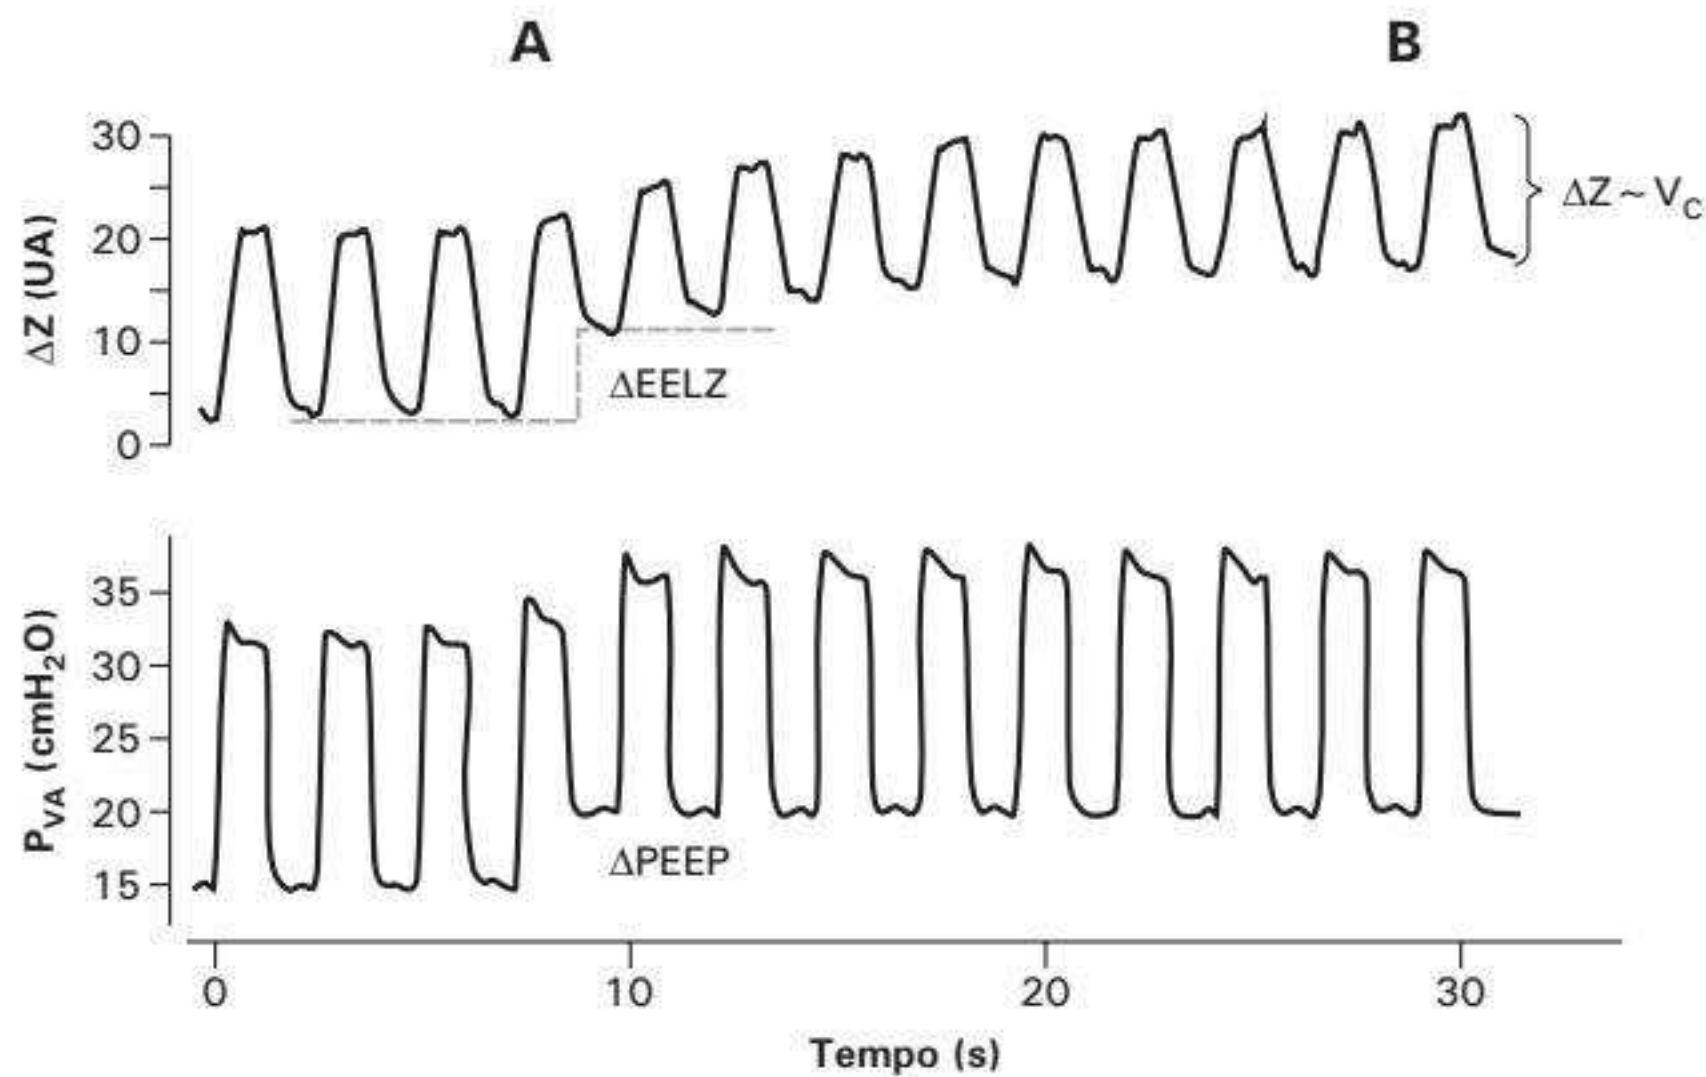 A
B
30
20
10
0
ΔZ (UA)
ΔEELZ
ΔZ ~ V_C
35
30
25
20
15
P_VA (cmH₂O)
ΔPEEP
0
10
20
30
Tempo (s)